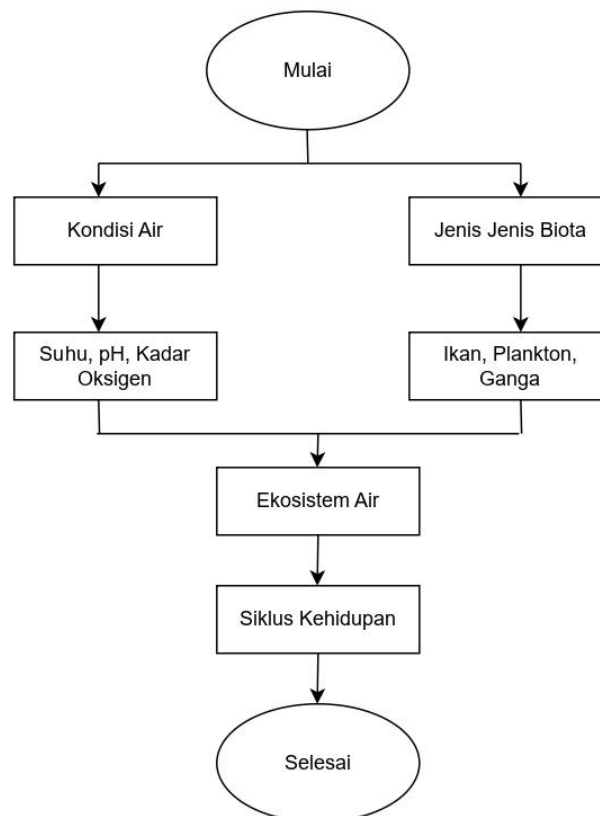 Mulai
Kondisi Air
Jenis Jenis Biota
Suhu, pH, Kadar
Oksigen
Ikan, Plankton,
Ganga
Ekosistem Air
Siklus Kehidupan
Selesai